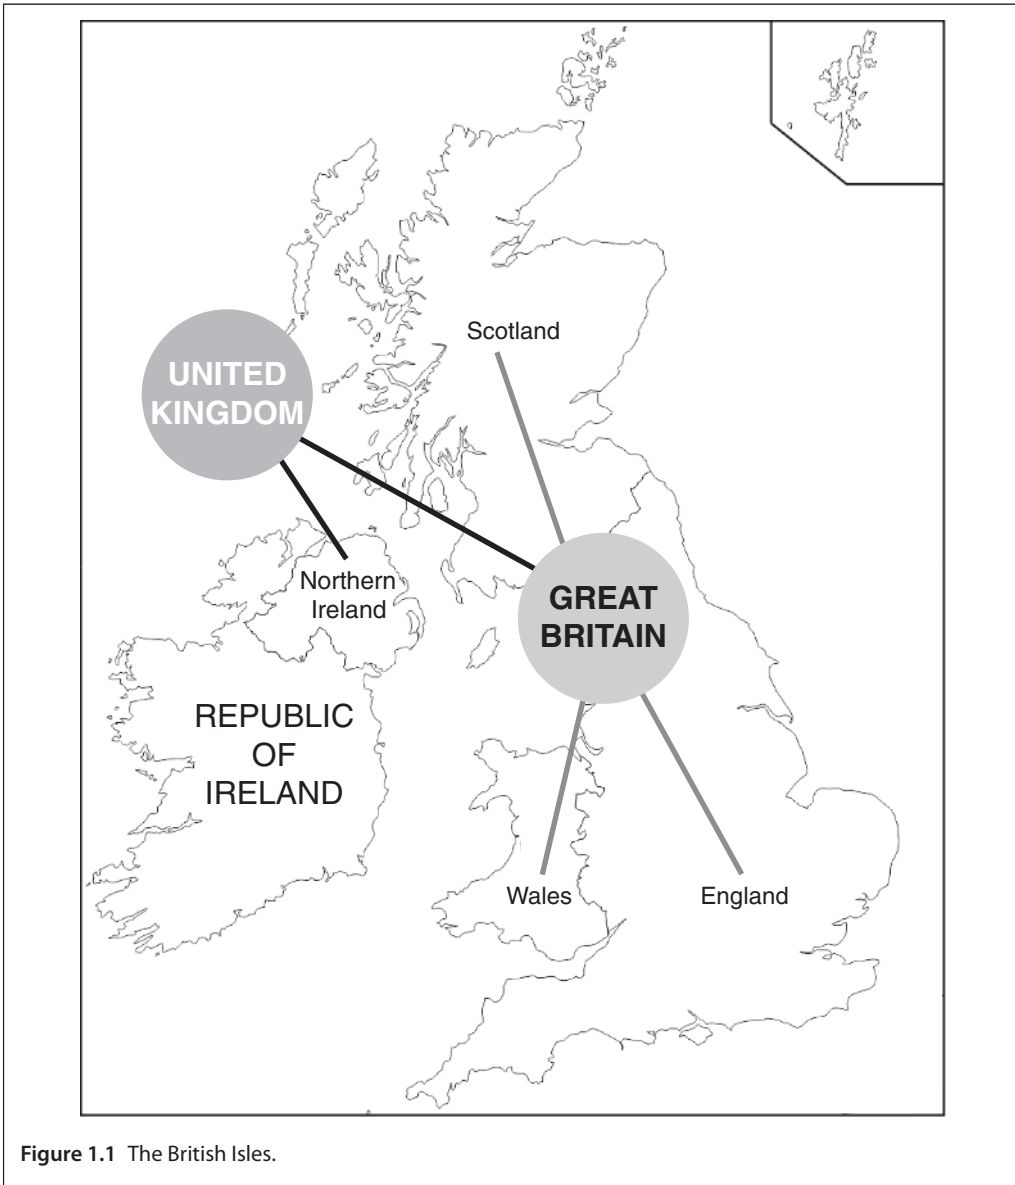 Scotland
UNITED
KINGDOM
Northern
Ireland
GREAT
BRITAIN
REPUBLIC
OF
IRELAND
Wales
England
Figure 1.1 The British Isles.